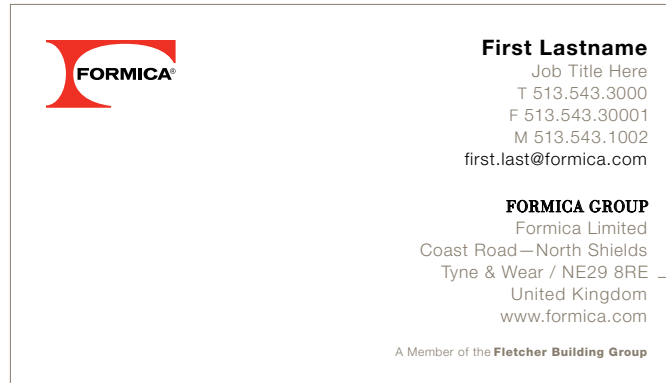 FORMICA®
First Lastname
Job Title Here
T 513.543.3000
F 513.543.30001
M 513.543.1002
first.last@formica.com
FORMICA GROUP
Formica Limited
Coast Road—North Shields
Tyne & Wear / NE29 8RE
United Kingdom
www.formica.com
A Member of the Fletcher Building Group